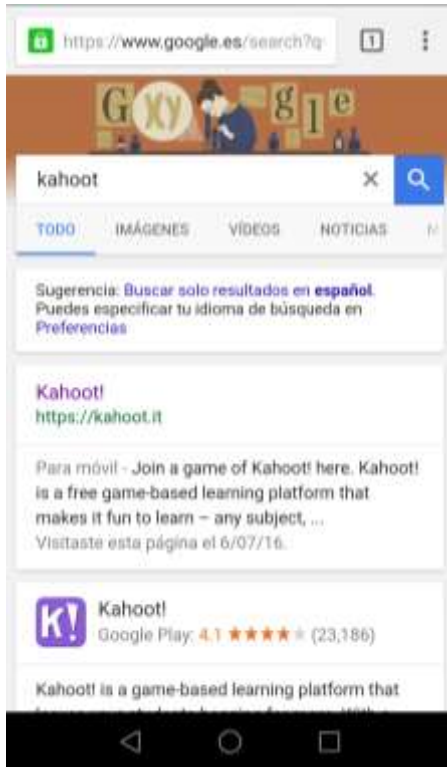 https://www.google.es/search?q
1
G XY g l e
kahoot
TODO IMÁGENES VÍDEOS NOTICIAS
Sugerencia: Buscar solo resultados en español.
Puedes especificar tu idioma de búsqueda en
Preferencias
Kahoot!
https://kahoot.it
Para móvil - Join a game of Kahoot! here. Kahoot!
is a free game-based learning platform that
makes it fun to learn – any subject, ...
Visitaste esta página el 6/07/16.
K!
Kahoot!
Google Play: 4.1 ★★★★★ (23,186)
Kahoot! is a game-based learning platform that